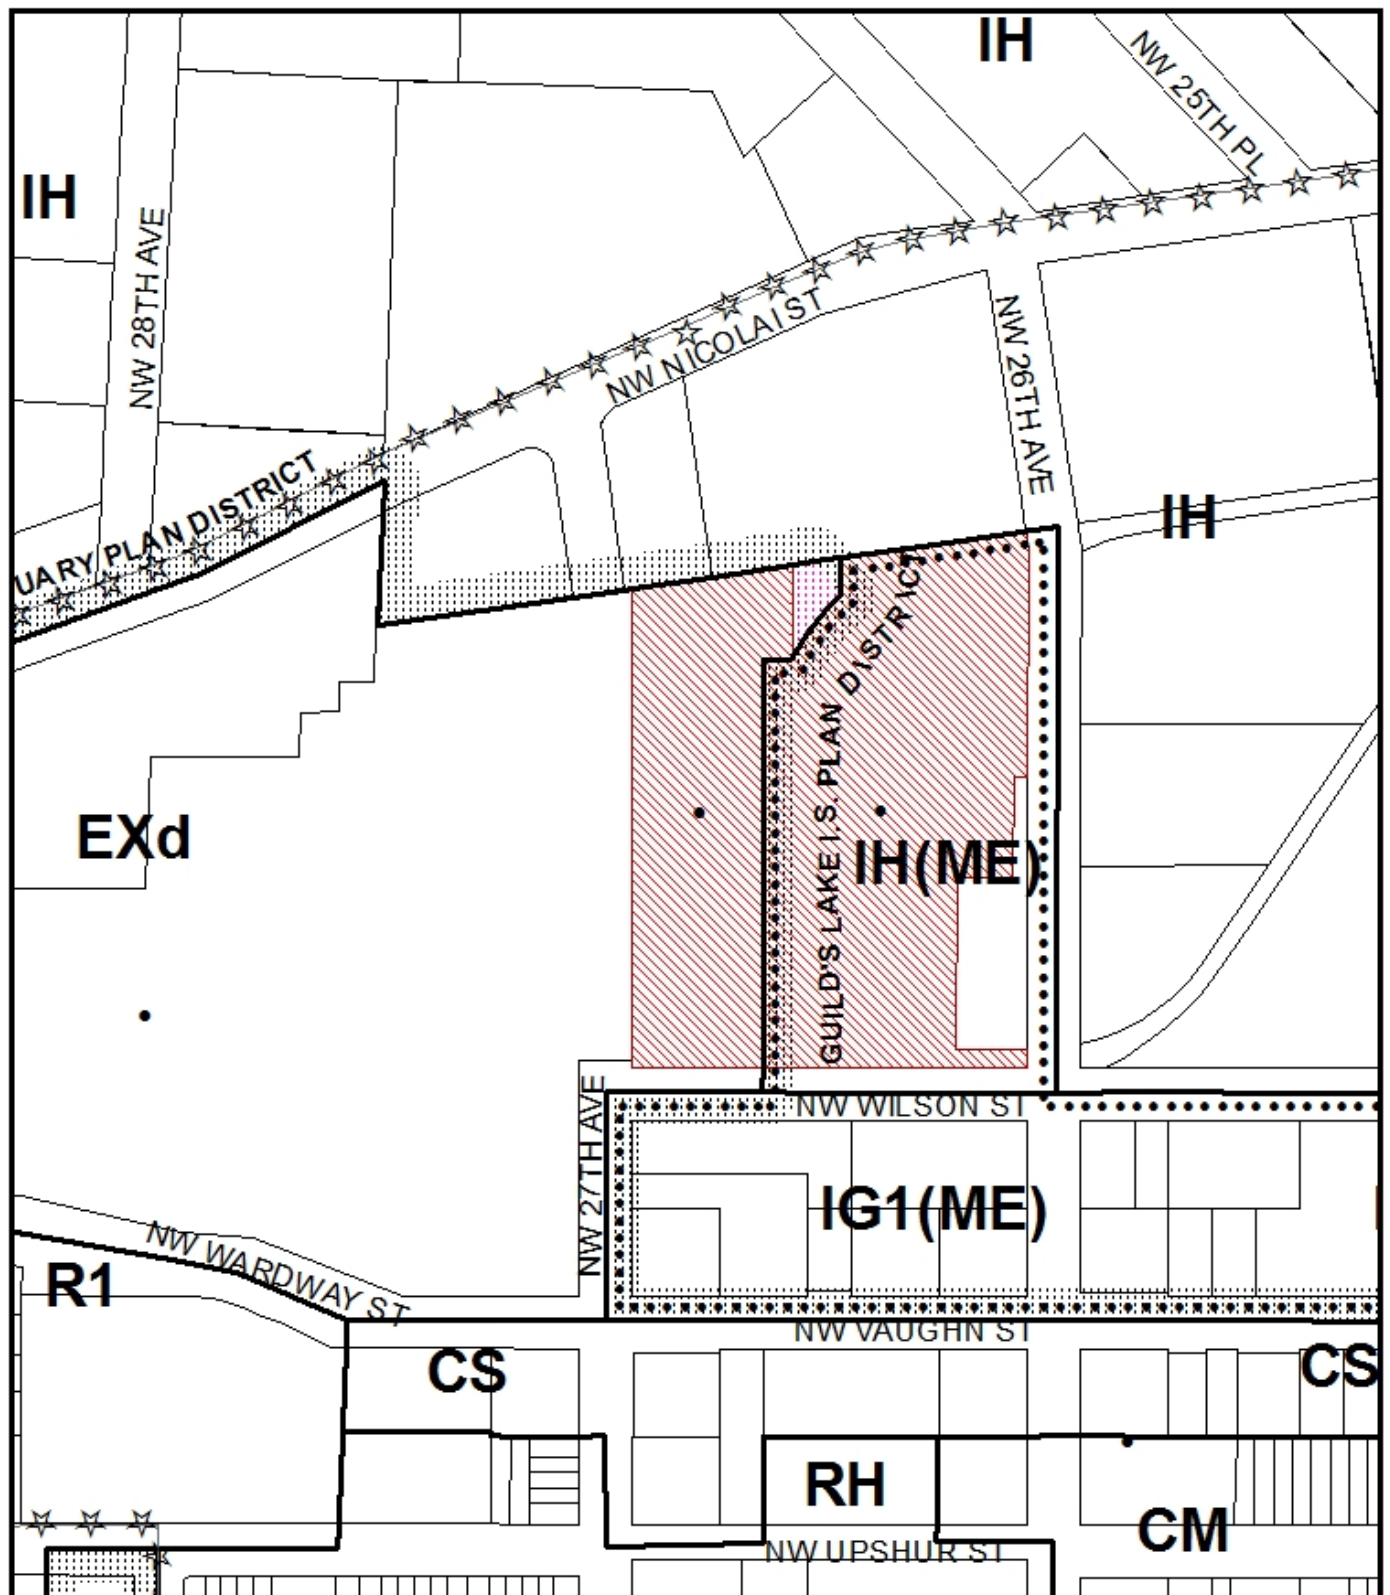 IH
NW 25TH PL
IH
NW 28TH AVE
NW NICOLAI ST
NW 26TH AVE
UARY PLAN DISTRICT
IH
EXd
GUILD'S LAKE I.S. PLAN DISTRICT
IH(ME)
NW WILSON ST
NW 27TH AVE
IG1(ME)
NW WARDWAY ST
R1
NW VAUGHN ST
CS
CS
RH
CM
NW UPSHUR ST